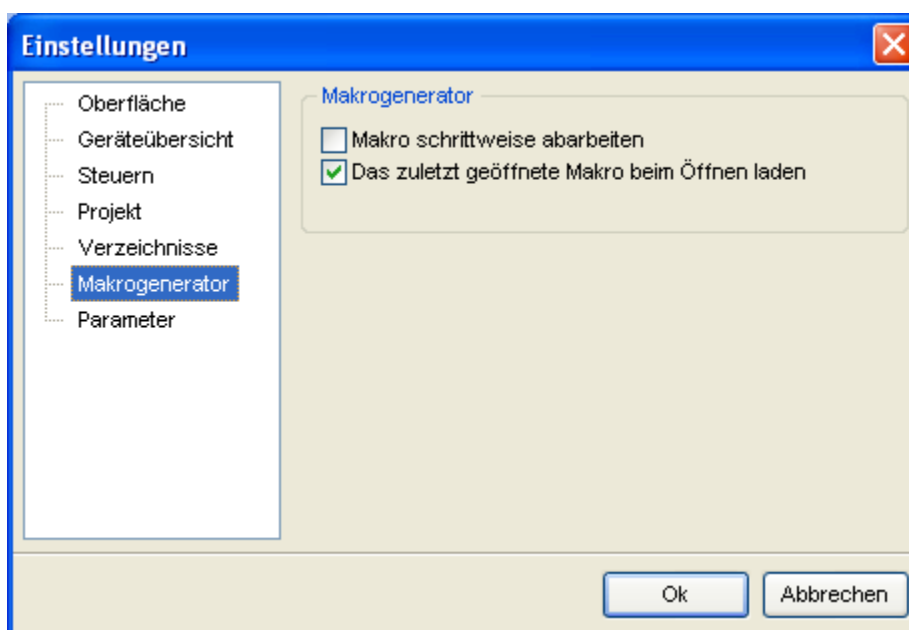 Einstellungen
Oberfläche
Geräteübersicht
Steuern
Projekt
Verzeichnisse
Makrogenerator
Parameter
Makrogenerator
Makro schrittweise abarbeiten
Das zuletzt geöffnete Makro beim Öffnen laden
Ok
Abbrechen